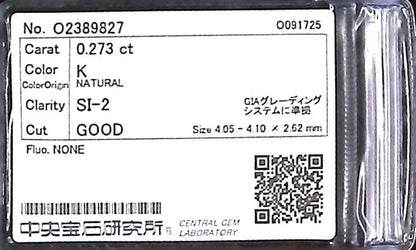 No. O2389827 O091725
Carat 0.273 ct
Color K
ColorOrigin NATURAL
Clarity SI-2 GIAグレーディング
システムに準拠
Cut GOOD Size 4.05 - 4.10 × 2.62 mm
Fluo. NONE
中央宝石研究所 CENTRAL GEM
LABORATORY